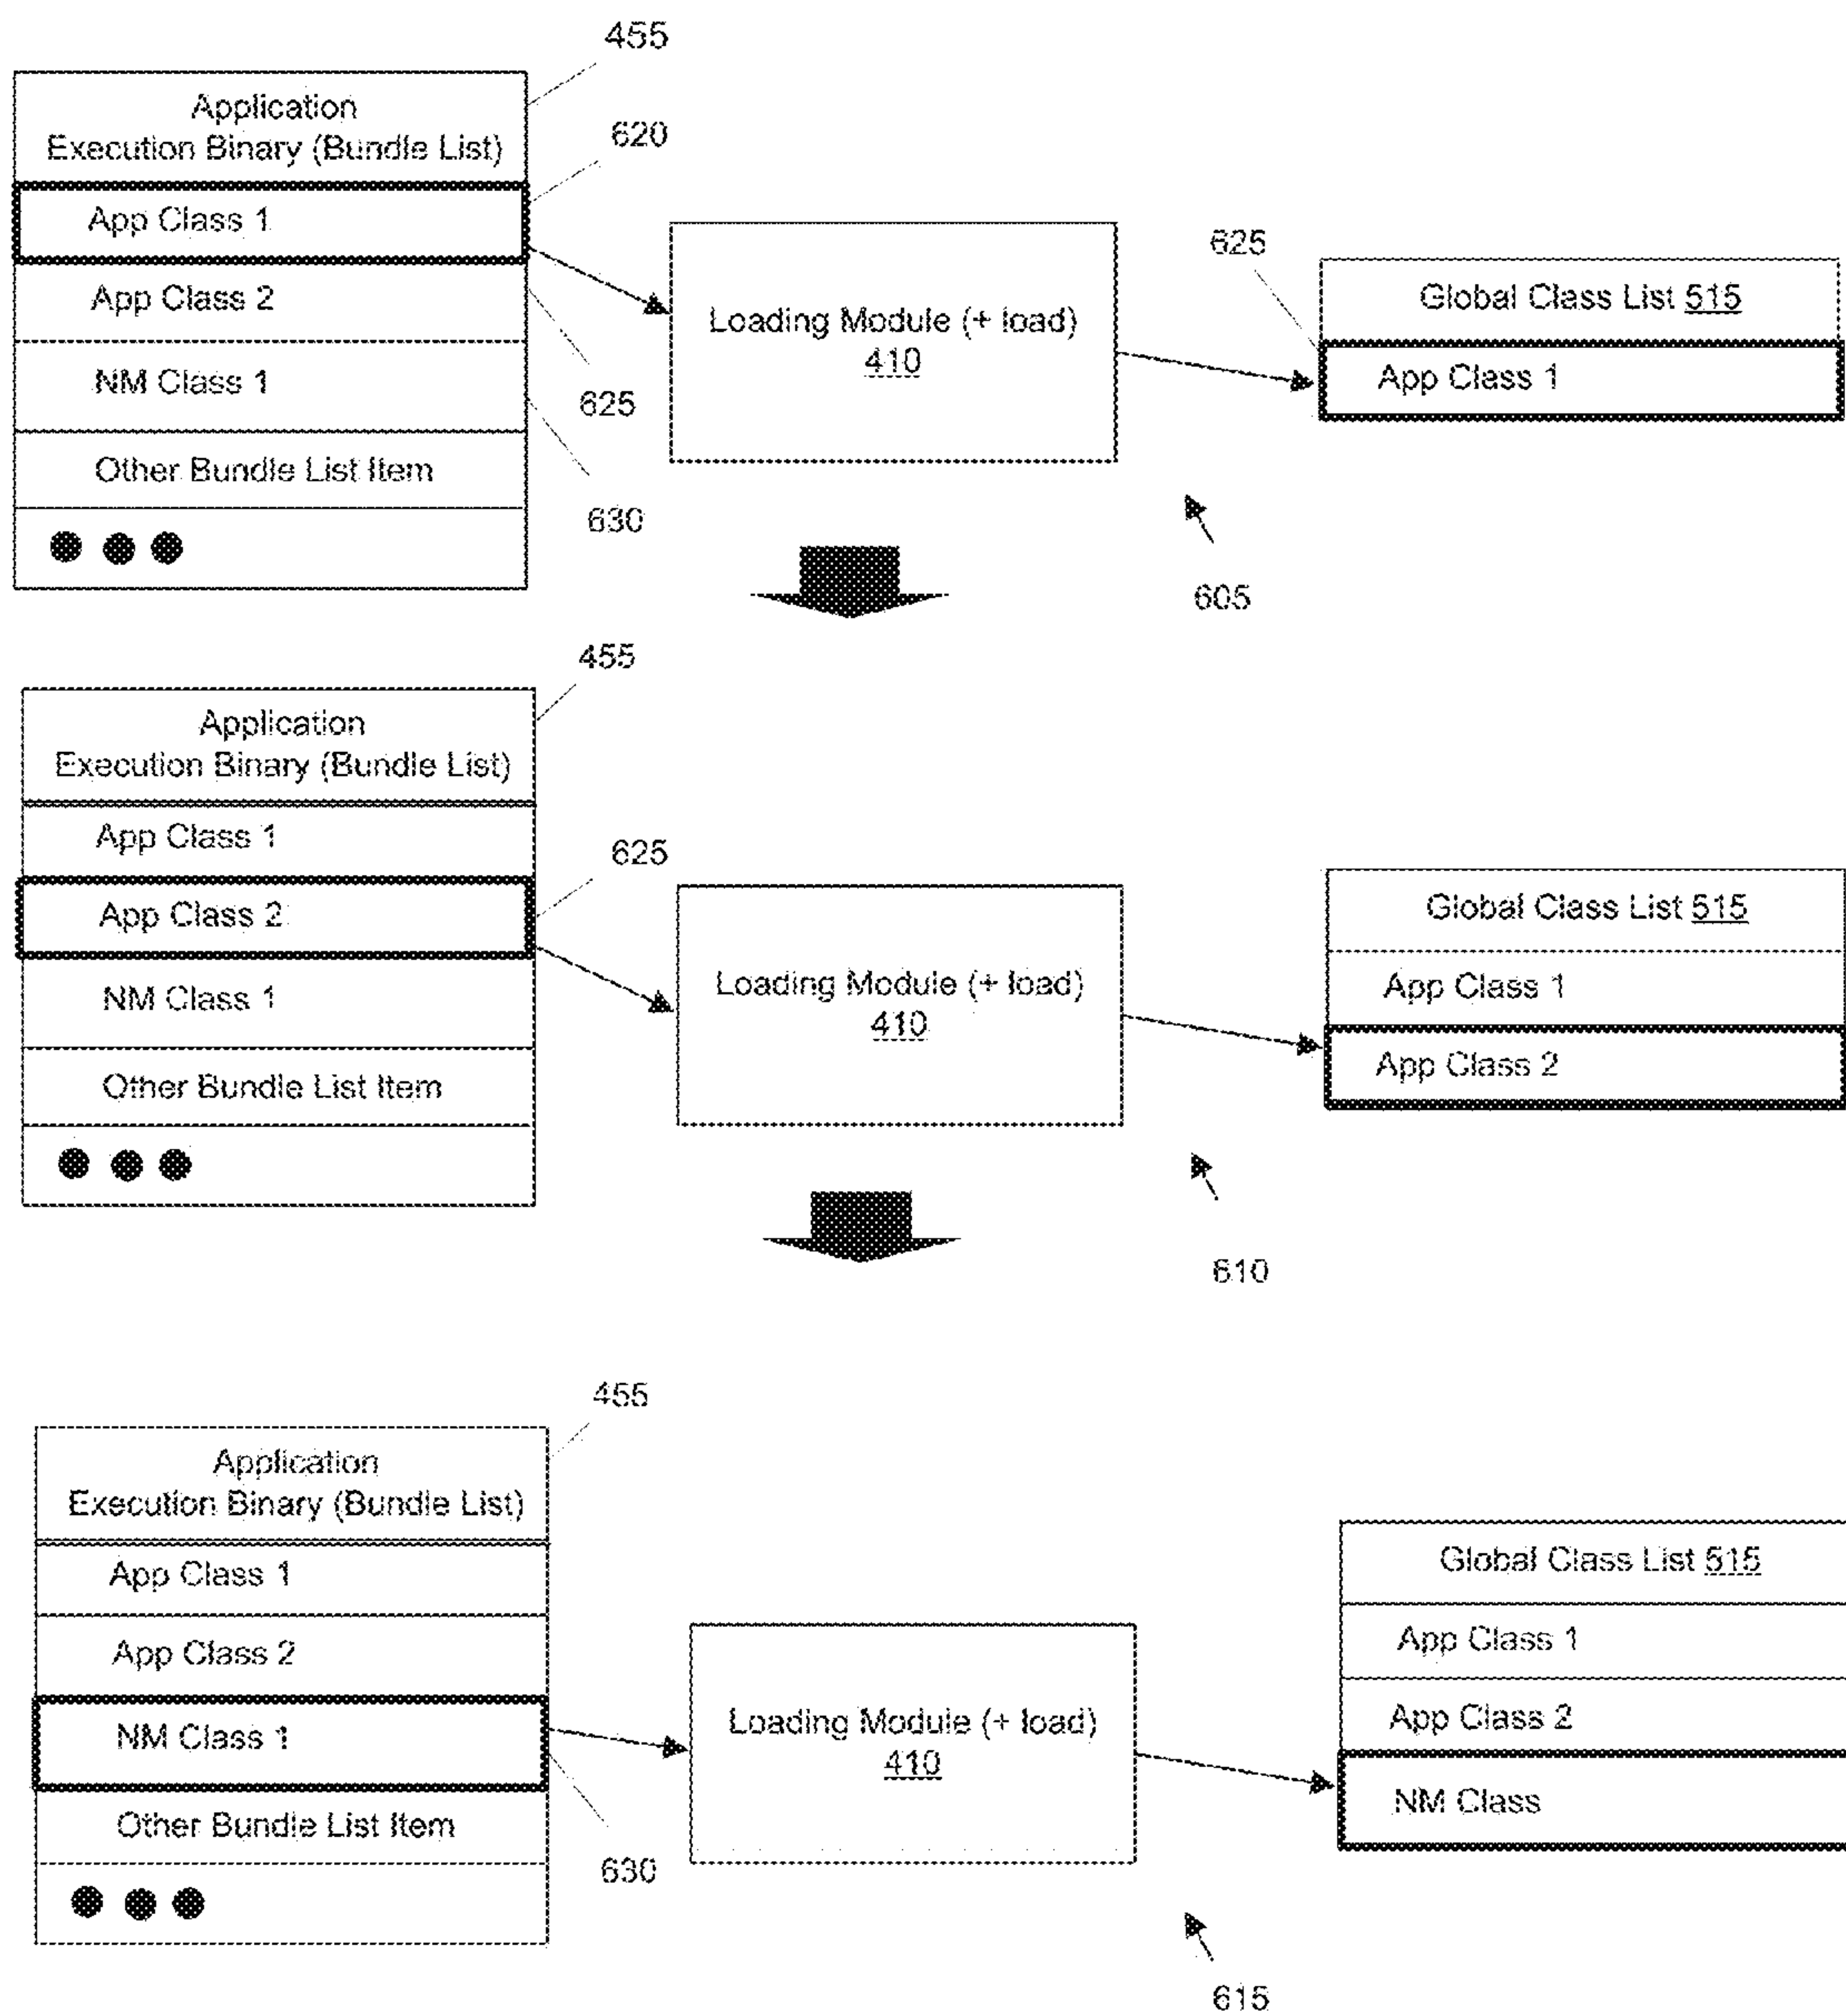 455
Application
Execution Binary (Bundle List)
620
App Class 1
625
Global Class List 515
App Class 2
Loading Module (+ load)
410
App Class 1
NM Class 1
625
Other Bundle List Item
630
605
455
Application
Execution Binary (Bundle List)
App Class 1
625
App Class 2
Global Class List 515
NM Class 1
Loading Module (+ load)
410
App Class 1
App Class 2
Other Bundle List Item
610
455
Application
Execution Binary (Bundle List)
App Class 1
Global Class List 515
App Class 2
App Class 1
NM Class 1
Loading Module (+ load)
410
App Class 2
NM Class
Other Bundle List Item
630
615